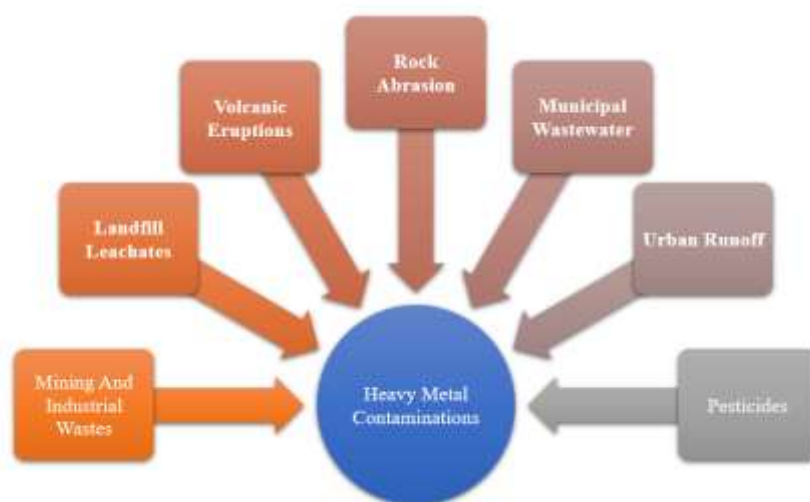 Rock
Abrasion
Volcanic
Eruptions
Municipal
Wastewater
Landfill
Leachates
Urban Runoff
Mining And
Industrial
Wastes
Heavy Metal
Contaminations
Pesticides